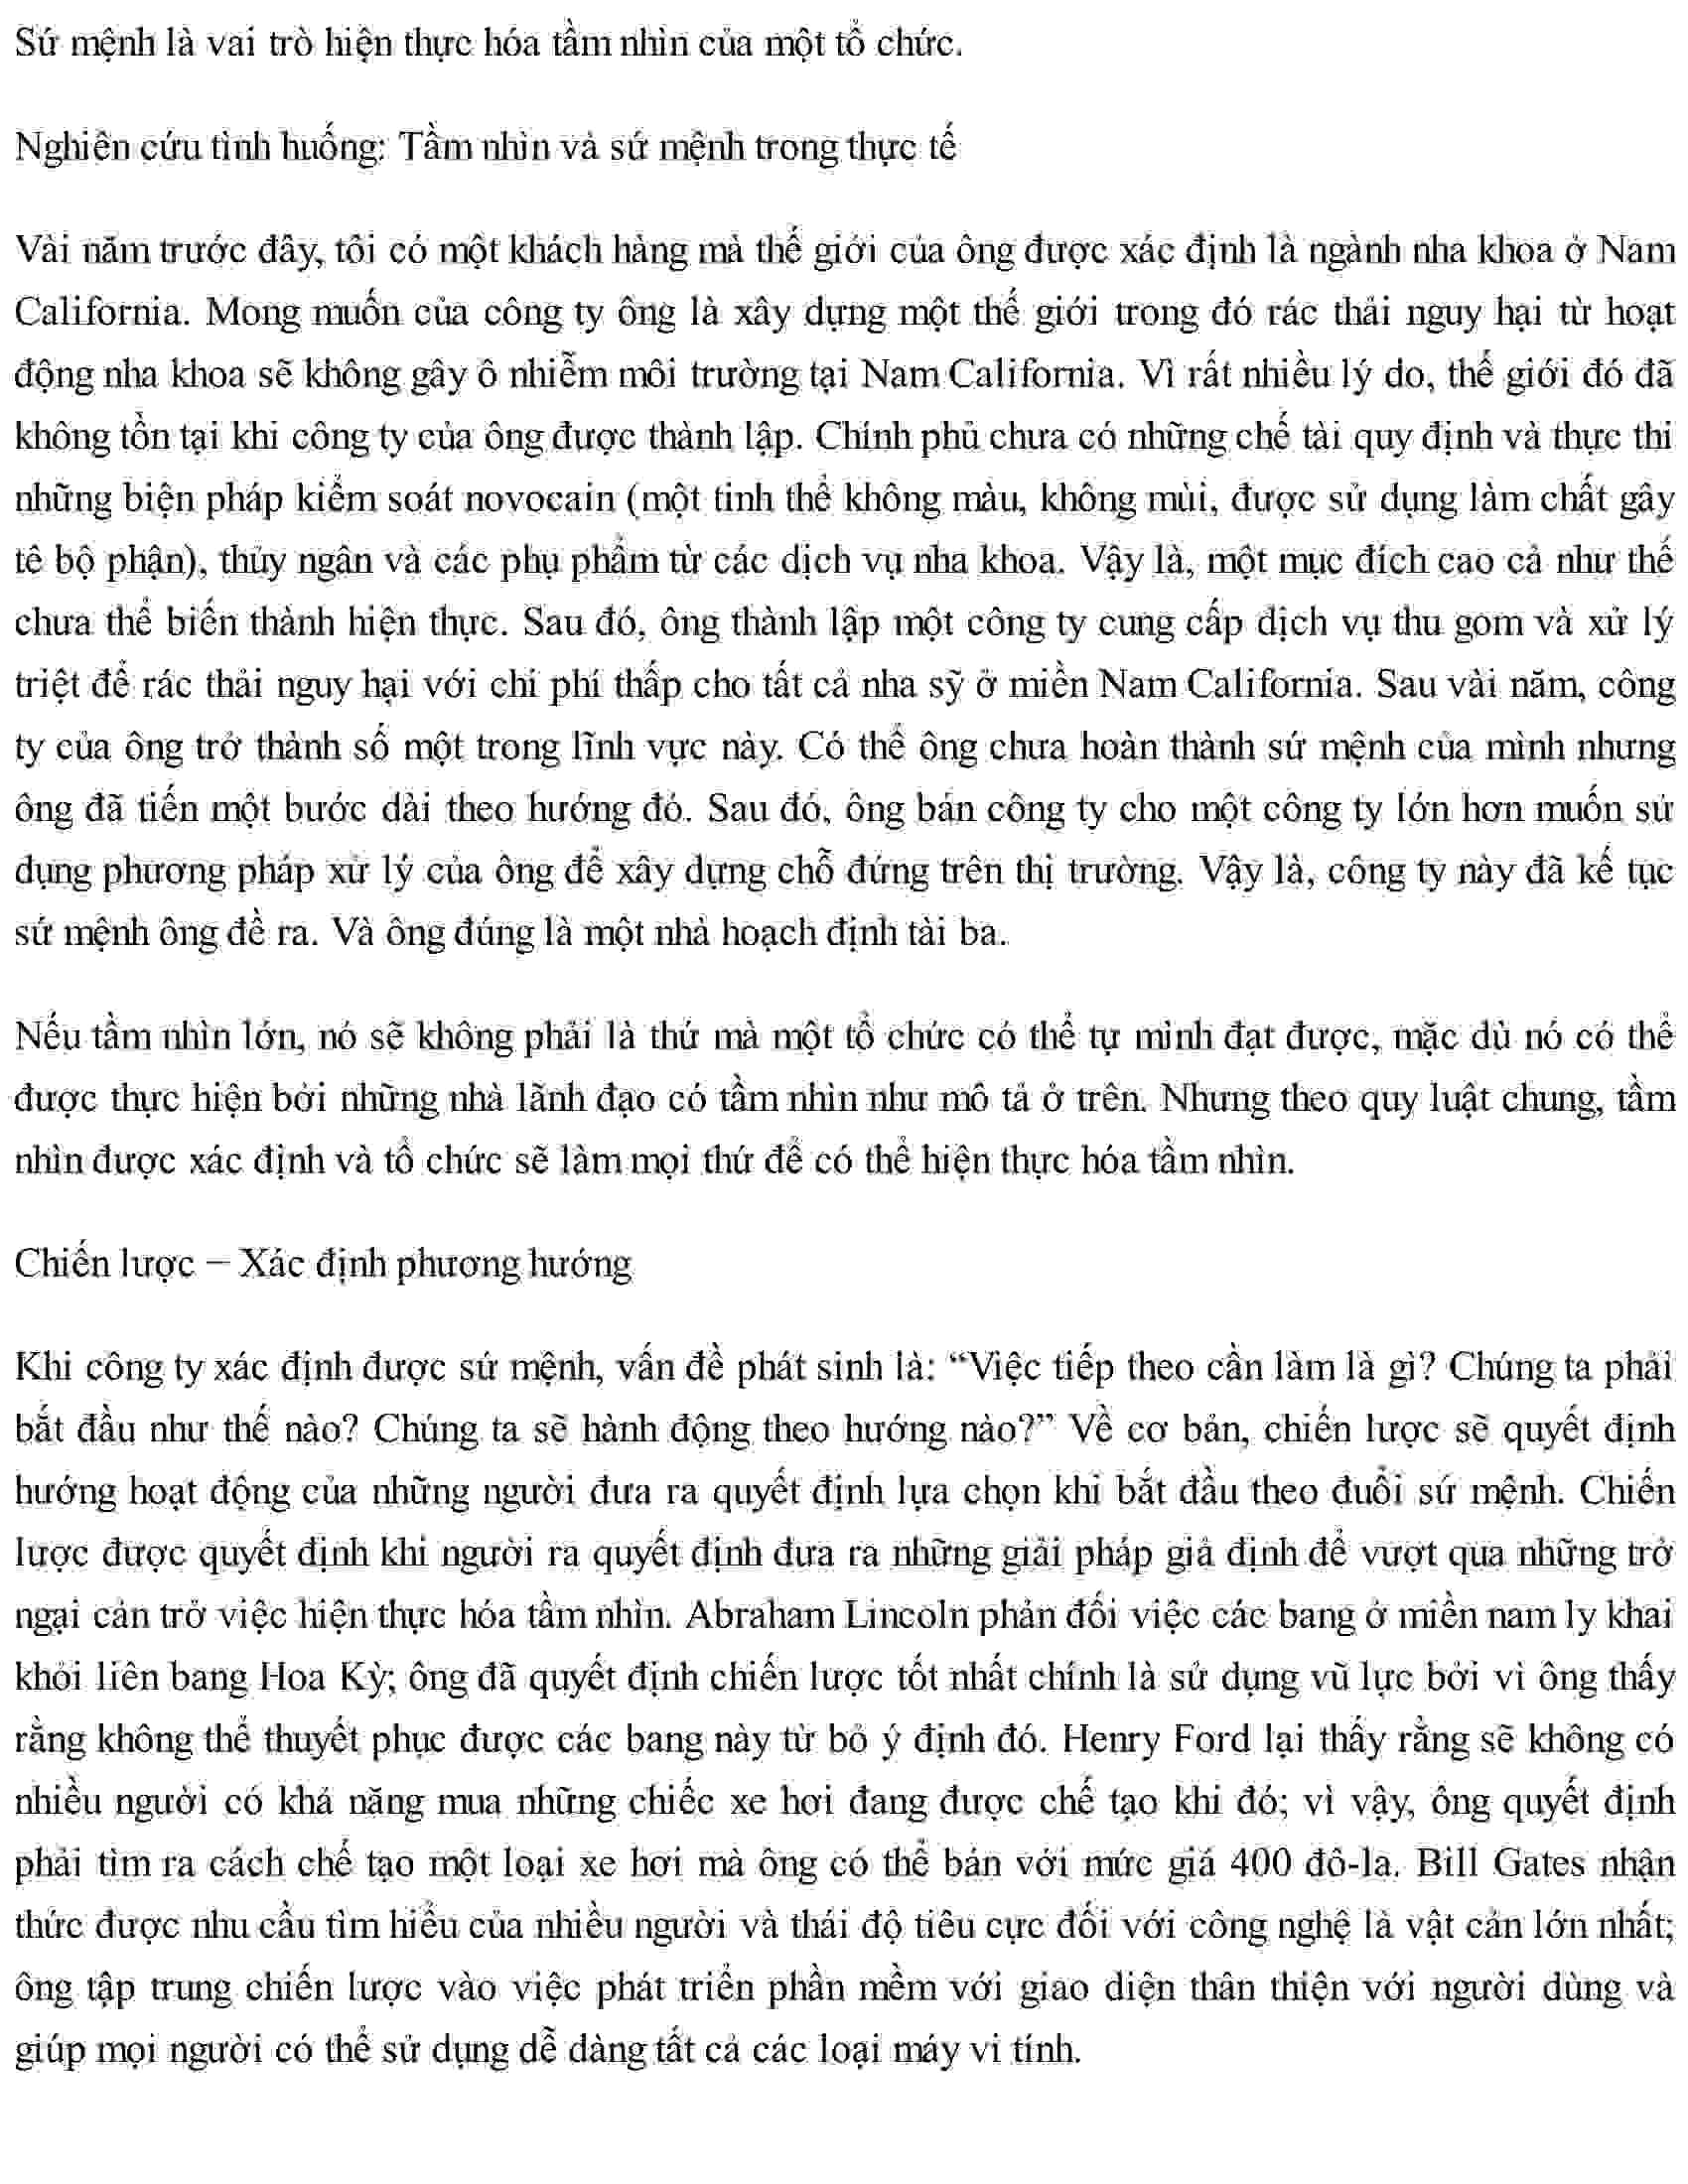 Sứ mệnh là vai trò hiện thực hóa tầm nhìn của một tổ chức.
Nghiên cứu tình huống: Tầm nhìn và sứ mệnh trong thực tế
Vài năm trước đây, tôi có một khách hàng mà thế giới của ông được xác định là ngành nha khoa ở Nam
California. Mong muốn của công ty ông là xây dựng một thế giới trong đó rác thải nguy hại từ hoạt
động nha khoa sẽ không gây ô nhiễm môi trường tại Nam California. Vì rất nhiều lý do, thế giới đó đã
không tồn tại khi công ty của ông được thành lập. Chính phủ chưa có những chế tài quy định và thực thi
những biện pháp kiểm soát novocain (một tinh thể không màu, không mùi, được sử dụng làm chất gây
tê bộ phận), thủy ngân và các phụ phẩm từ các dịch vụ nha khoa. Vậy là, một mục đích cao cả như thế
chưa thể biến thành hiện thực. Sau đó, ông thành lập một công ty cung cấp dịch vụ thu gom và xử lý
triệt để rác thải nguy hại với chi phí thấp cho tất cả nha sỹ ở miền Nam California. Sau vài năm, công
ty của ông trở thành số một trong lĩnh vực này. Có thể ông chưa hoàn thành sứ mệnh của mình nhưng
ông đã tiến một bước dài theo hướng đó. Sau đó, ông bán công ty cho một công ty lớn hơn muốn sử
dụng phương pháp xử lý của ông để xây dựng chỗ đứng trên thị trường. Vậy là, công ty này đã kế tục
sứ mệnh ông đề ra. Và ông đúng là một nhà hoạch định tài ba.
Nếu tầm nhìn lớn, nó sẽ không phải là thứ mà một tổ chức có thể tự mình đạt được, mặc dù nó có thể
được thực hiện bởi những nhà lãnh đạo có tầm nhìn như mô tả ở trên. Nhưng theo quy luật chung, tầm
nhìn được xác định và tổ chức sẽ làm mọi thứ để có thể hiện thực hóa tầm nhìn.
Chiến lược – Xác định phương hướng
Khi công ty xác định được sứ mệnh, vấn đề phát sinh là: “Việc tiếp theo cần làm là gì? Chúng ta phải
bắt đầu như thế nào? Chúng ta sẽ hành động theo hướng nào?” Về cơ bản, chiến lược sẽ quyết định
hướng hoạt động của những người đưa ra quyết định lựa chọn khi bắt đầu theo đuổi sứ mệnh. Chiến
lược được quyết định khi người ra quyết định đưa ra những giải pháp giả định để vượt qua những trở
ngại cản trở việc hiện thực hóa tầm nhìn. Abraham Lincoln phản đối việc các bang ở miền nam ly khai
khỏi liên bang Hoa Kỳ; ông đã quyết định chiến lược tốt nhất chính là sử dụng vũ lực bởi vì ông thấy
rằng không thể thuyết phục được các bang này từ bỏ ý định đó. Henry Ford lại thấy rằng sẽ không có
nhiều người có khả năng mua những chiếc xe hơi đang được chế tạo khi đó; vì vậy, ông quyết định
phải tìm ra cách chế tạo một loại xe hơi mà ông có thể bán với mức giá 400 đô-la. Bill Gates nhận
thức được nhu cầu tìm hiểu của nhiều người và thái độ tiêu cực đối với công nghệ là vật cản lớn nhất;
ông tập trung chiến lược vào việc phát triển phần mềm với giao diện thân thiện với người dùng và
giúp mọi người có thể sử dụng dễ dàng tất cả các loại máy vi tính.